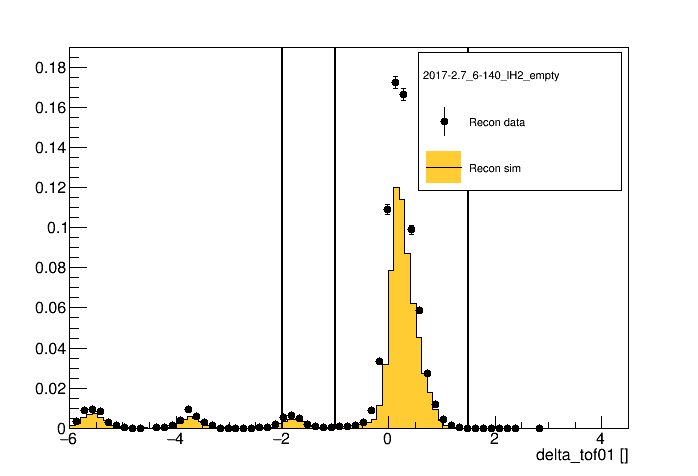 2017-2.7_6-140_lH2_empty
Recon data
Recon sim
0.18
0.16
0.14
0.12
0.1
0.08
0.06
0.04
0.02
0
−6 −4 −2 0 2 4
delta_tof01 []